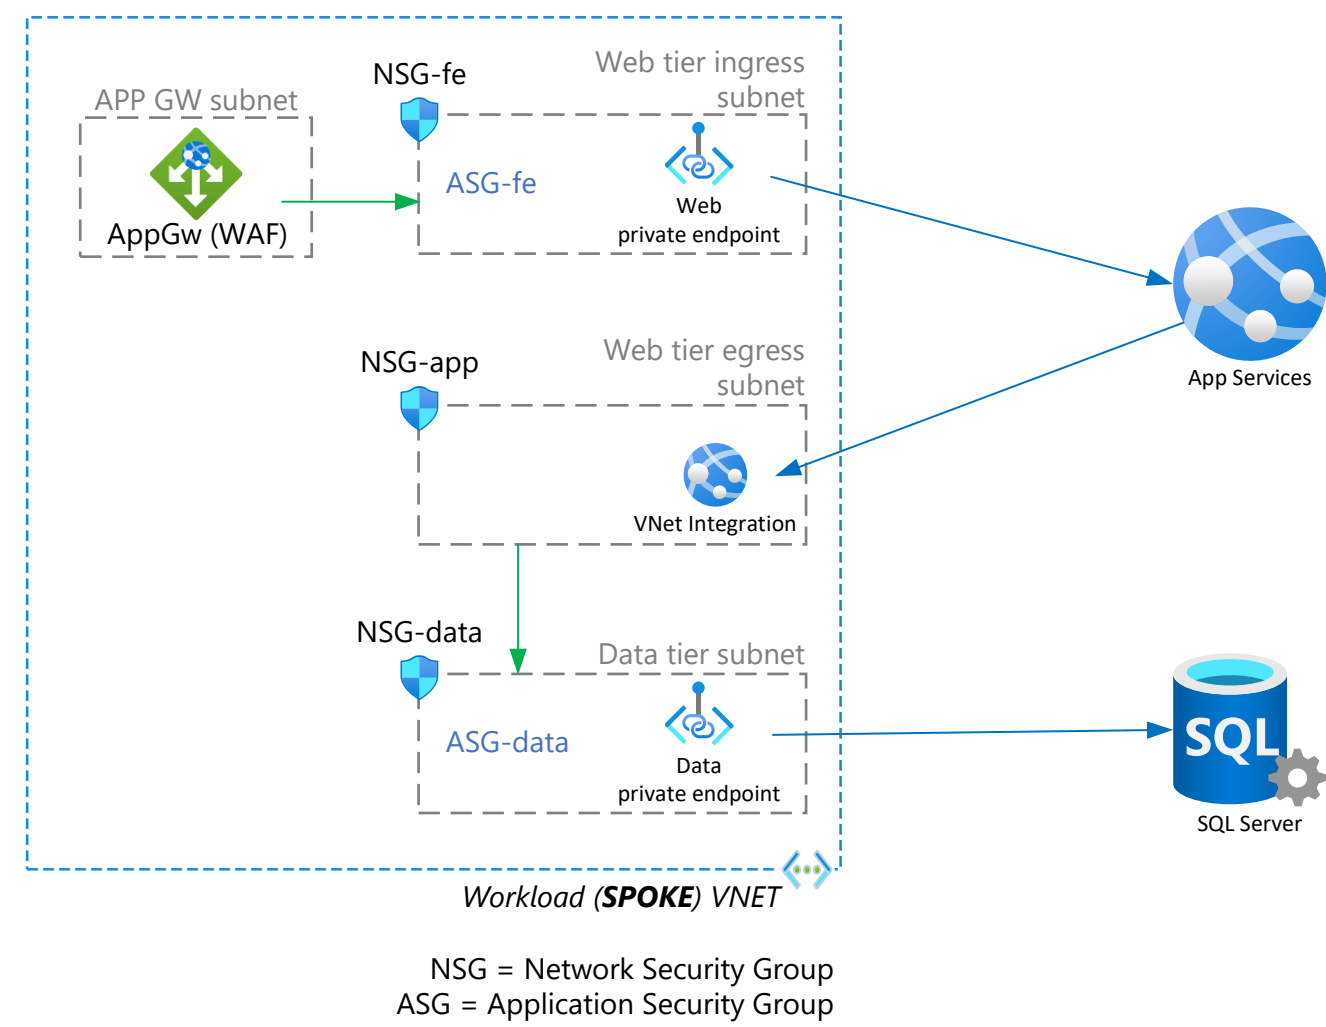 NSG-fe
Web tier ingress
subnet
APP GW subnet
AppGw (WAF)
ASG-fe
Web
private endpoint
App Services
NSG-app
Web tier egress
subnet
VNet Integration
NSG-data
Data tier subnet
ASG-data
Data
private endpoint
SQL
SQL Server
Workload (SPOKE) VNET
NSG = Network Security Group
ASG = Application Security Group